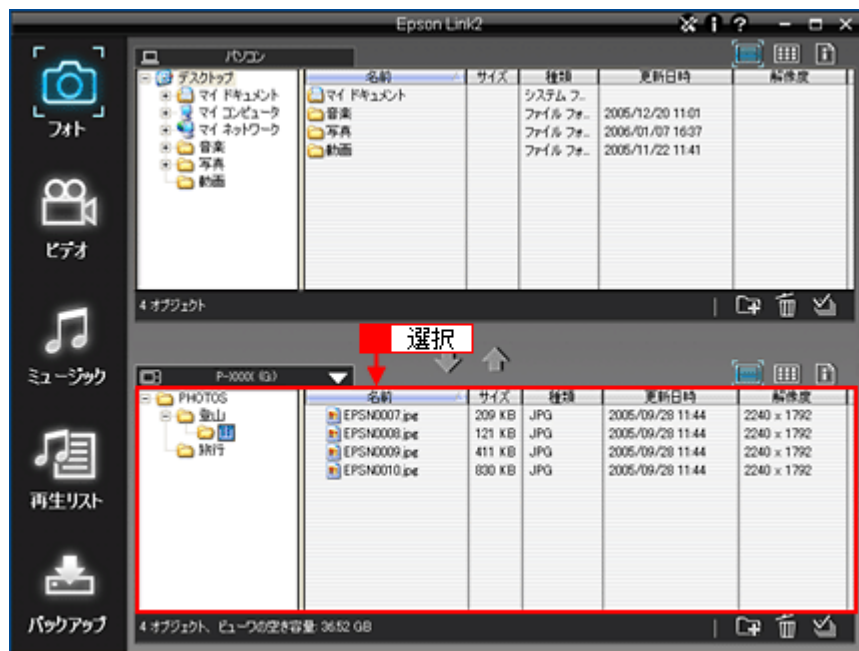 Epson Link2
フォト
ビデオ
ミュージック
再生リスト
バックアップ
パソコン
デスクトップ
マイ ドキュメント
マイ コンピュータ
マイ ネットワーク
音楽
写真
動画
名前 サイズ 種類 更新日時 解像度
マイ ドキュメント システム フ...
音楽 ファイル フォ... 2005/12/20 11:01
写真 ファイル フォ... 2006/01/07 16:37
動画 ファイル フォ... 2005/11/22 11:41
4 オブジェクト
選択
P-XXXX (G:)
PHOTOS
登山
山
旅行
名前 サイズ 種類 更新日時 解像度
EPSN0007.jpg 209 KB JPG 2005/09/28 11:44 2240 x 1792
EPSN0008.jpg 121 KB JPG 2005/09/28 11:44 2240 x 1792
EPSN0009.jpg 411 KB JPG 2005/09/28 11:44 2240 x 1792
EPSN0010.jpg 830 KB JPG 2005/09/28 11:44 2240 x 1792
4 オブジェクト、ビューワの空き容量: 36.52 GB